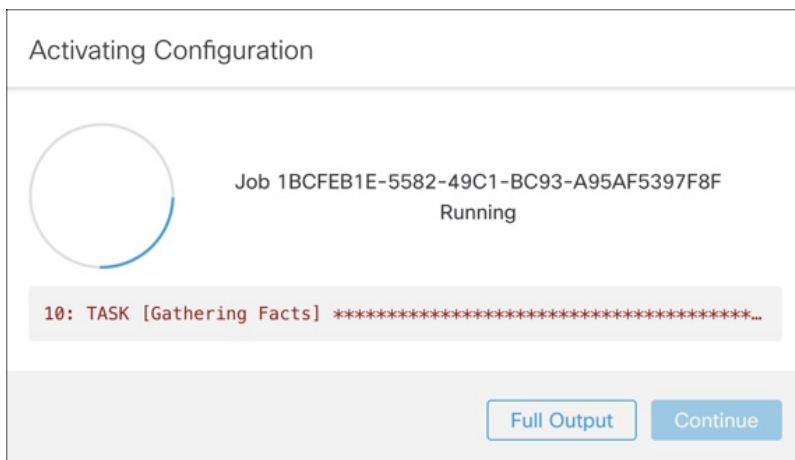 Activating Configuration
Job 1BCFEB1E-5582-49C1-BC93-A95AF5397F8F
Running
10: TASK [Gathering Facts] ***************************************…
Full Output
Continue